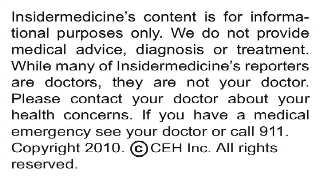 Insidermedicine's content is for informa-
tional purposes only. We do not provide
medical advice, diagnosis or treatment.
While many of Insidermedicine's reporters
are doctors, they are not your doctor.
Please contact your doctor about your
health concerns. If you have a medical
emergency see your doctor or call 911.
Copyright 2010. © CEH Inc. All rights
reserved.